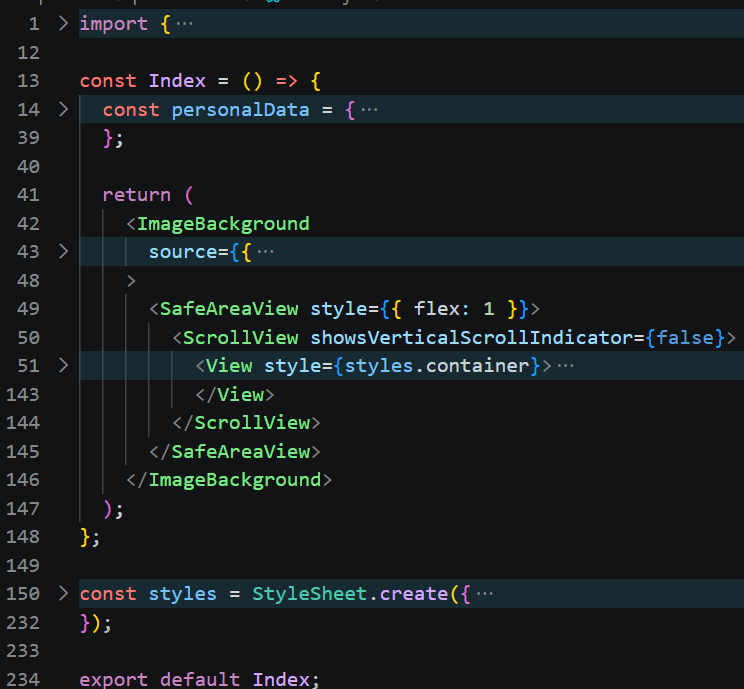 1 > import { ···
12
13 const Index = () => {
14 > const personalData = { ···
39 };
40
41 return (
42 <ImageBackground
43 > source={{ ···
48 >
49 <SafeAreaView style={{ flex: 1 }}>
50 <ScrollView showsVerticalScrollIndicator={false}>
51 > <View style={styles.container}> ···
143 </View>
144 </ScrollView>
145 </SafeAreaView>
146 </ImageBackground>
147 );
148 };
149
150 > const styles = StyleSheet.create({ ···
232 });
233
234 export default Index;